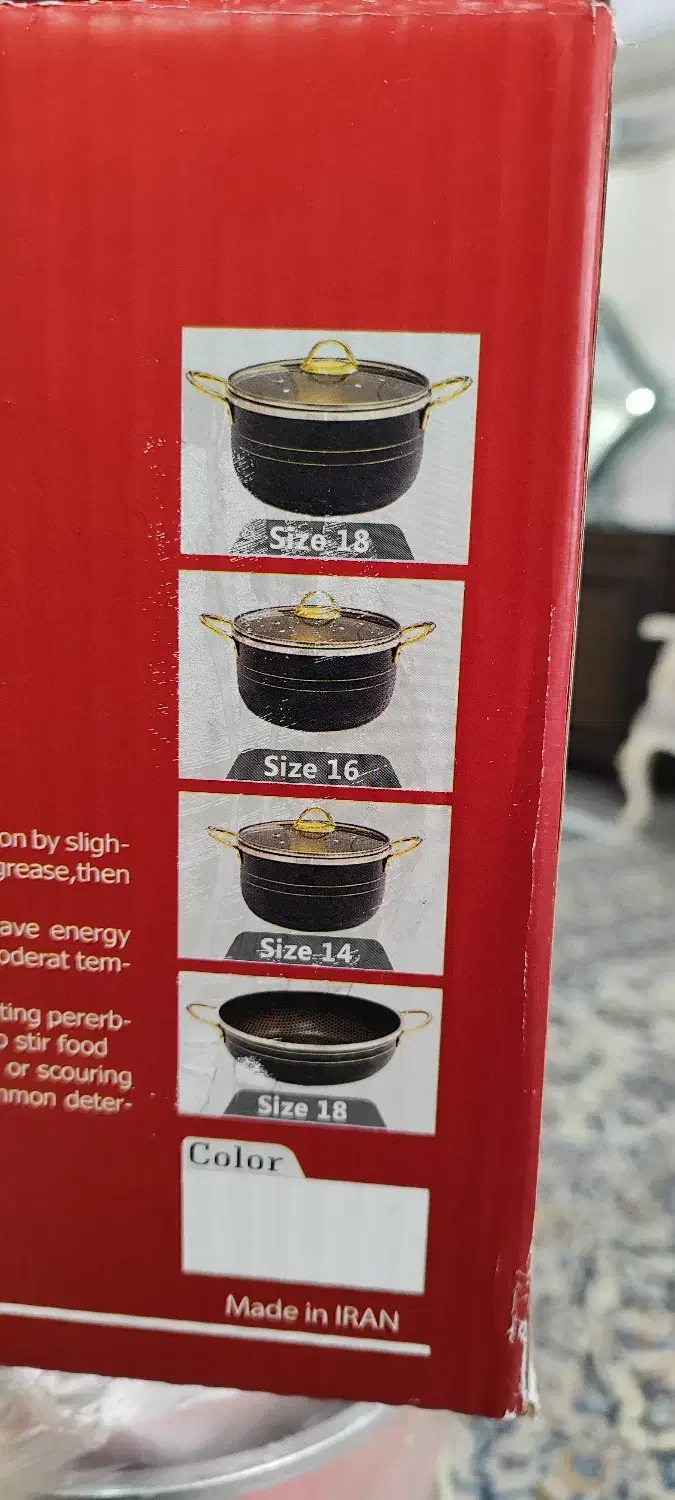 Size 18
Size 16
on by sligh-
grease,then
ave energy
oderat tem-
Size 14
ting pererb-
o stir food
or scouring
mmon deter-
Size 18
Color
Made in IRAN